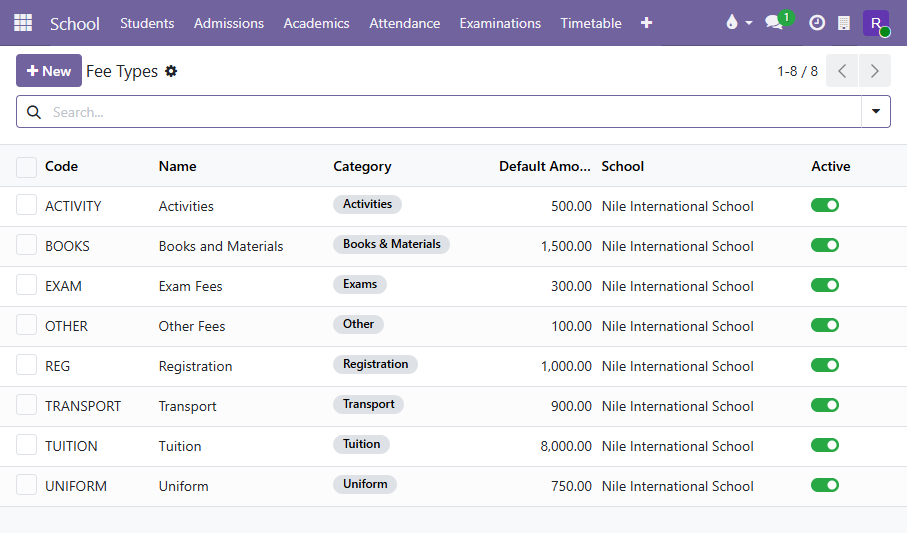 School Students Admissions Academics Attendance Examinations Timetable 1 R
New Fee Types 1-8 / 8
Search...
Code Name Category Default Amo... School Active
ACTIVITY Activities Activities 500.00 Nile International School
BOOKS Books and Materials Books & Materials 1,500.00 Nile International School
EXAM Exam Fees Exams 300.00 Nile International School
OTHER Other Fees Other 100.00 Nile International School
REG Registration Registration 1,000.00 Nile International School
TRANSPORT Transport Transport 900.00 Nile International School
TUITION Tuition Tuition 8,000.00 Nile International School
UNIFORM Uniform Uniform 750.00 Nile International School